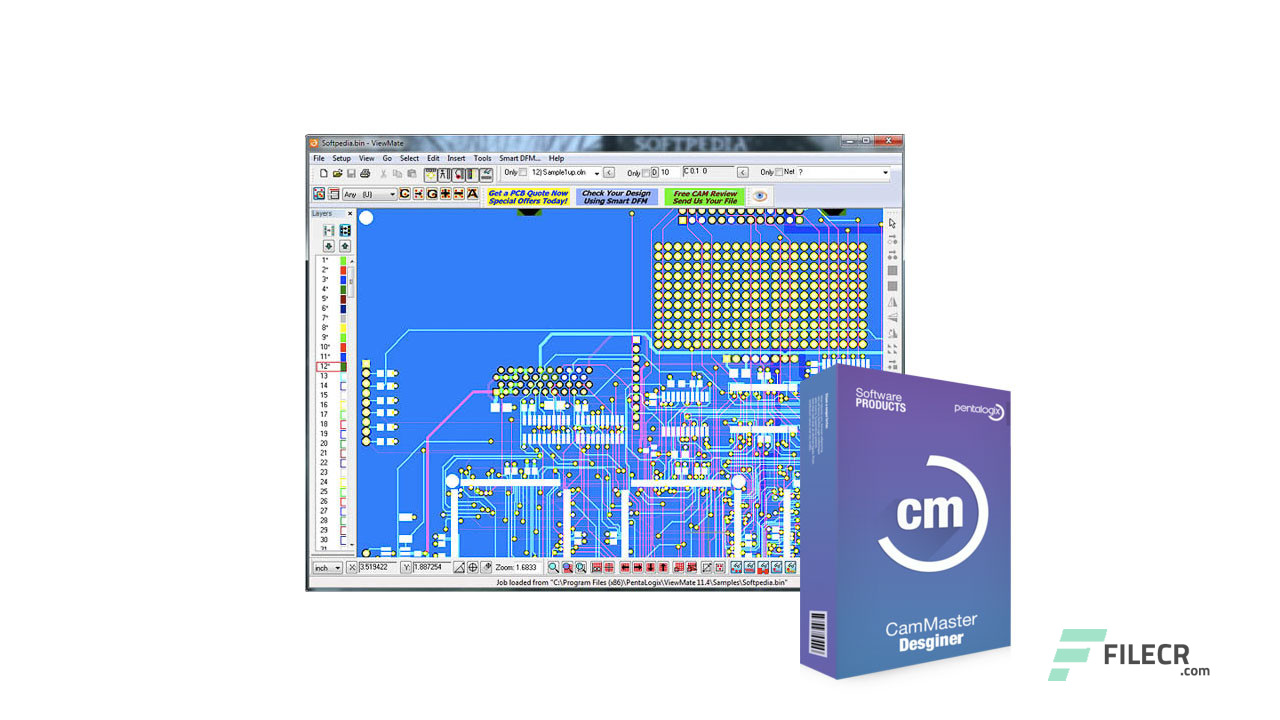 Softpedia.bin - ViewMate
SOFTPEDIA
File Setup View Go Select Edit Insert Tools Smart DFM... Help
Only 12) Sample1up.oln < Only D 10 C 0.1 0 < Only Net ?
Any (U) C H G A
Get a PCB Quote Now
Special Offers Today!
Check Your Design
Using Smart DFM
Free CAM Review
Send Us Your File
Layers
1*
2*
3*
4*
5*
6*
7*
8*
9*
10*
11*
12*
13
14
15
16
17
18
19
20
21
22
23
24
25
26
27
28
29
30
31
inch X: 3.519422 Y: 1.887254 Zoom: 1.6833
Job loaded from "C:\Program Files (x86)\PentaLogix\ViewMate 11.4\Samples\Softpedia.bin"
Software
PRODUCTS
pentalogix
cm
CamMaster
Desginer
FILECR
.com